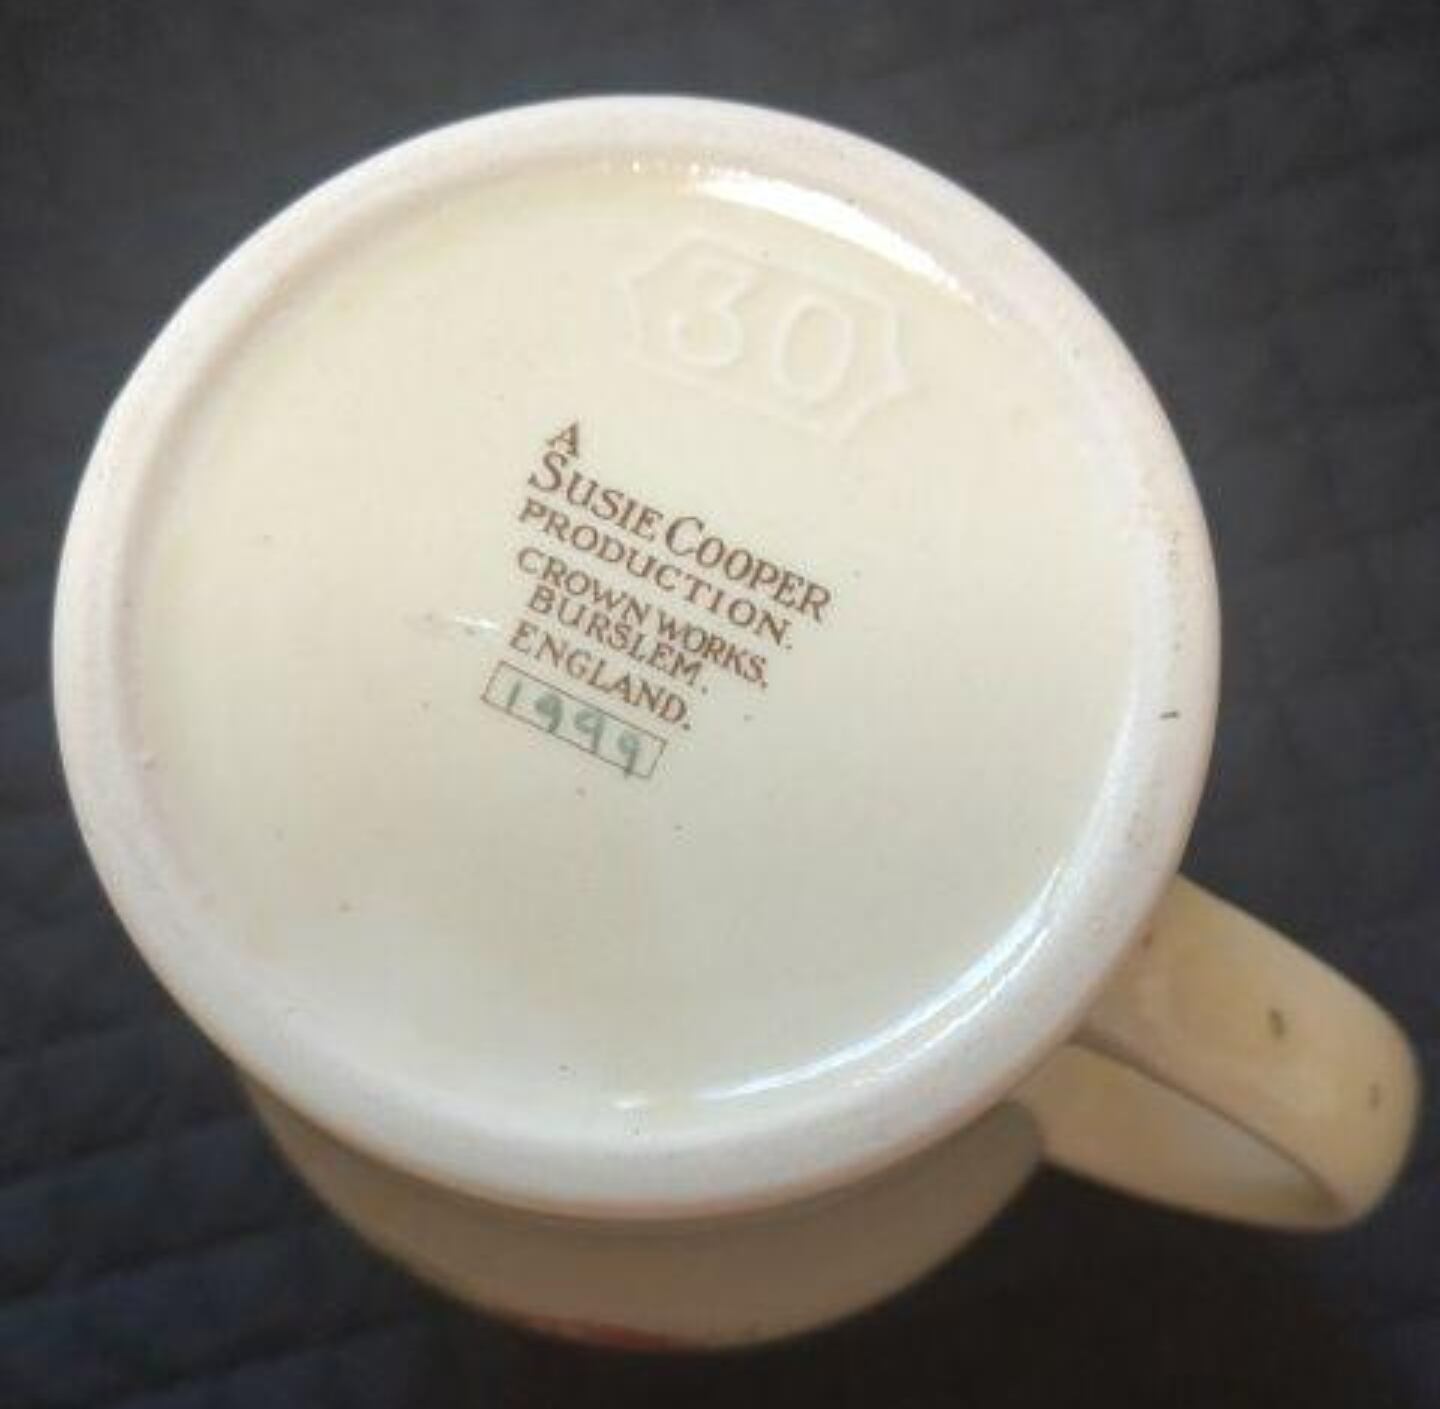 30
A
SUSIE COOPER
PRODUCTION.
CROWN WORKS.
BURSLEM.
ENGLAND.
1999